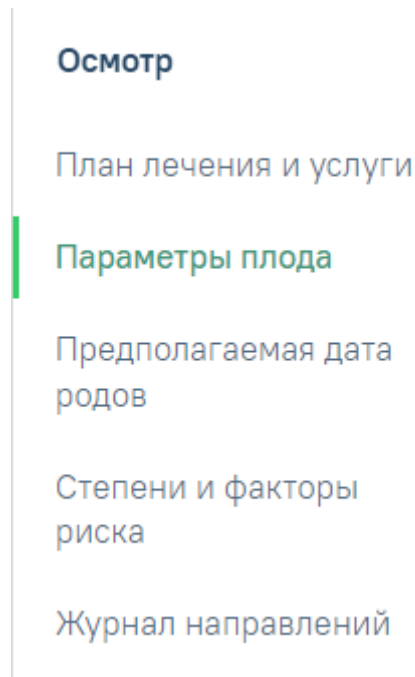 Осмотр
План лечения и услуги
Параметры плода
Предполагаемая дата
родов
Степени и факторы
риска
Журнал направлений